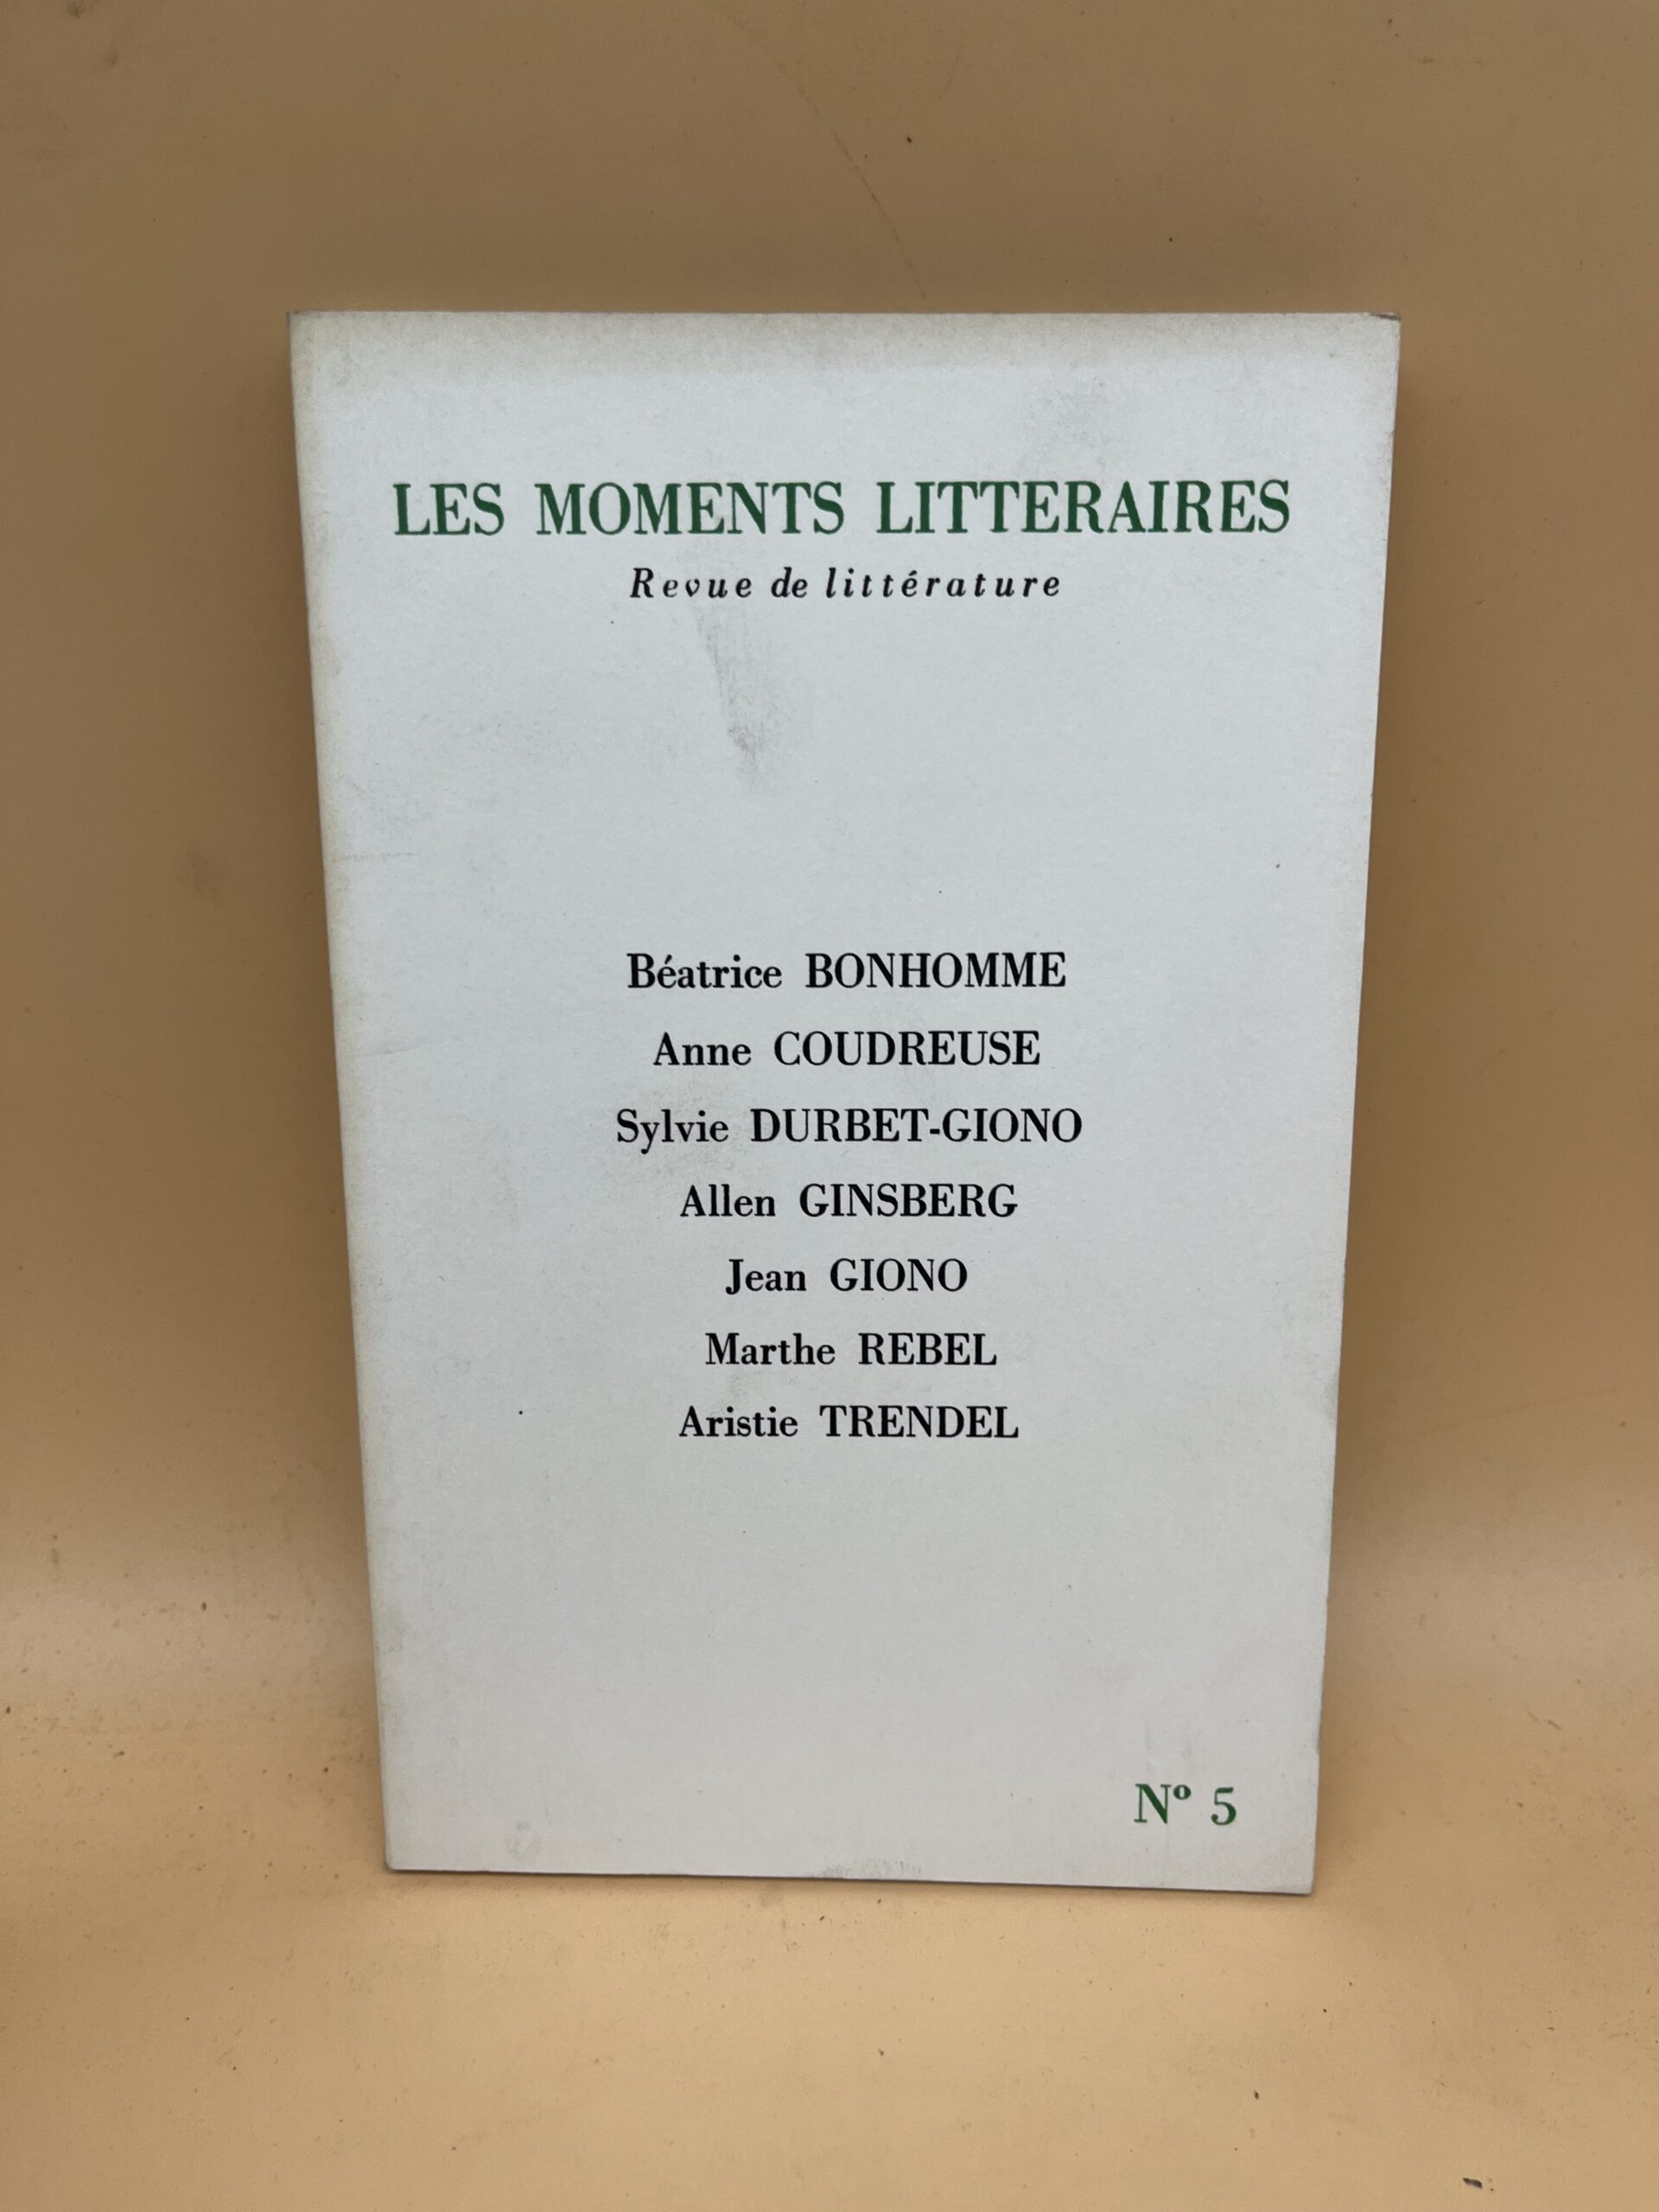 LES MOMENTS LITTERAIRES
Revue de littérature
Béatrice BONHOMME
Anne COUDREUSE
Sylvie DURBET-GIONO
Allen GINSBERG
Jean GIONO
Marthe REBEL
Aristie TRENDEL
Nº 5